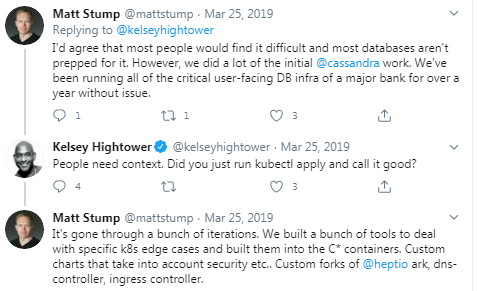 Matt Stump @mattstump · Mar 25, 2019
Replying to @kelseyhightower
I'd agree that most people would find it difficult and most databases aren't
prepped for it. However, we did a lot of the initial @cassandra work. We've
been running all of the critical user-facing DB infra of a major bank for over a
year without issue.
1 1 3
Kelsey Hightower @kelseyhightower · Mar 25, 2019
People need context. Did you just run kubectl apply and call it good?
4 3
Matt Stump @mattstump · Mar 25, 2019
It's gone through a bunch of iterations. We built a bunch of tools to deal
with specific k8s edge cases and built them into the C* containers. Custom
charts that take into account security etc.. Custom forks of @heptio ark, dns-
controller, ingress controller.